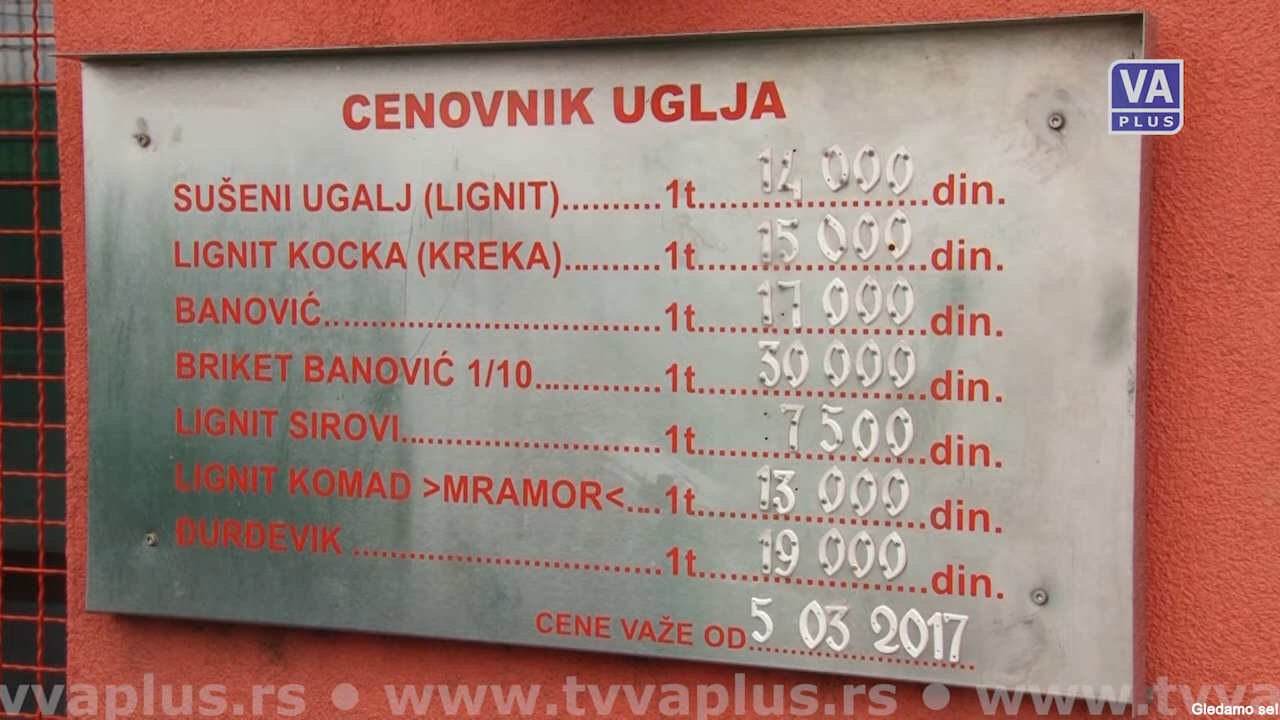 CENOVNIK UGLJA
VA
PLUS
SUŠENI UGALJ (LIGNIT)..........1t 14 000 din.
LIGNIT KOCKA (KREKA)..........1t 15 000 din.
BANOVIĆ..........1t 17 000 din.
BRIKET BANOVIĆ 1/10..........1t 30 000 din.
LIGNIT SIROVI..........1t 7 500 din.
LIGNIT KOMAD >MRAMOR<....1t 13 000 din.
ĐURĐEVIK ..........1t 19 000 din.
CENE VAŽE OD 5 03 2017
vvaplus.rs • www.tvvaplus.rs • www.tvva
Gledamo se!